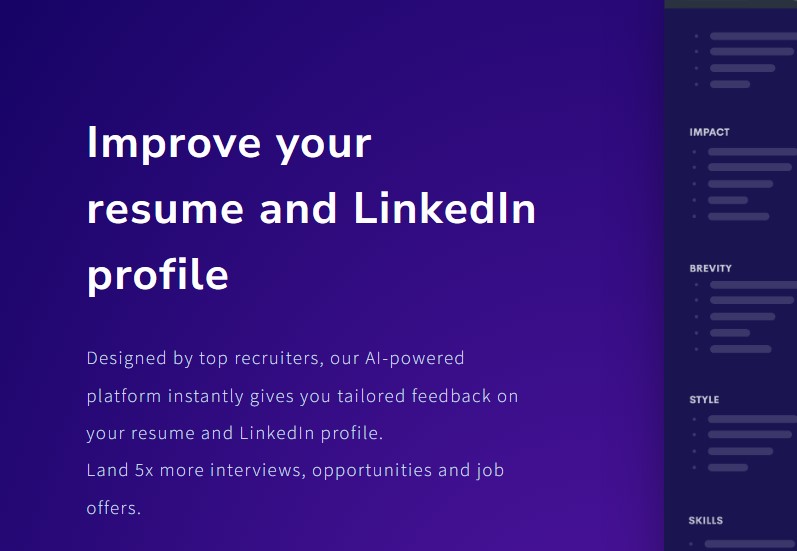 Improve your
resume and LinkedIn
profile
Designed by top recruiters, our AI-powered
platform instantly gives you tailored feedback on
your resume and LinkedIn profile.
Land 5x more interviews, opportunities and job
offers.
IMPACT
BREVITY
STYLE
SKILLS